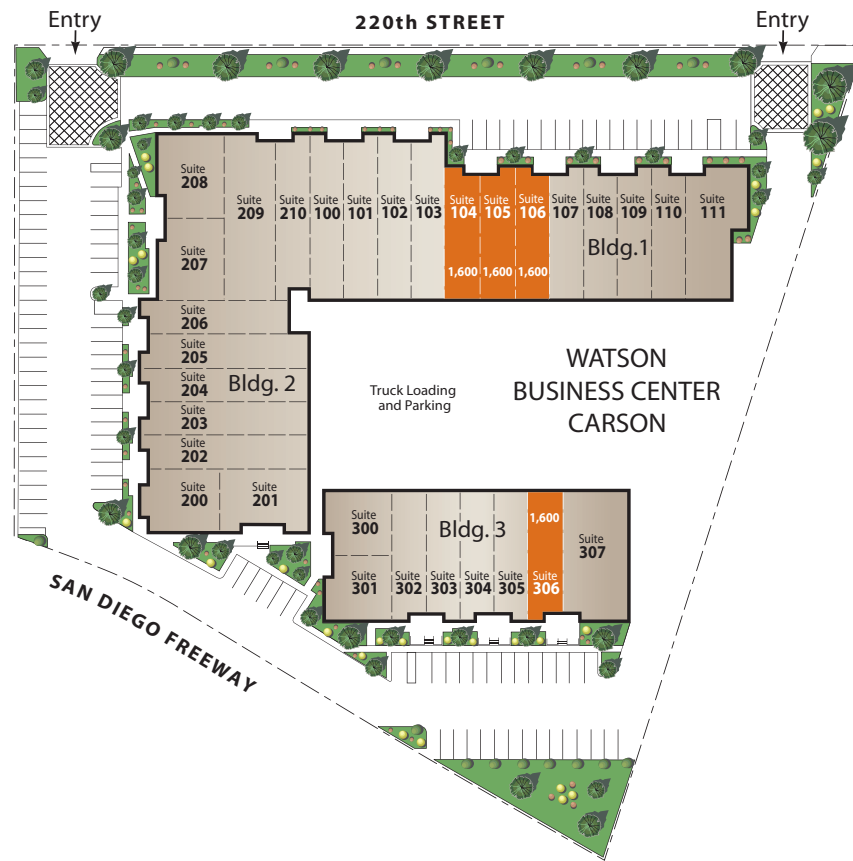 220th STREET
Entry
Entry
Suite
208
Suite
209
Suite
210
Suite
100
Suite
101
Suite
102
Suite
103
Suite
104
Suite
105
Suite
106
Suite
107
Suite
108
Suite
109
Suite
110
Suite
111
Suite
207
1,600
1,600
1,600
Bldg.1
Suite
206
Suite
205
Suite
204
Suite
203
Suite
202
Suite
200
Suite
201
Bldg. 2
Truck Loading
and Parking
WATSON
BUSINESS CENTER
CARSON
Suite
300
Suite
301
Suite
302
Suite
303
Suite
304
Suite
305
1,600
Suite
306
Suite
307
Bldg. 3
SAN DIEGO FREEWAY